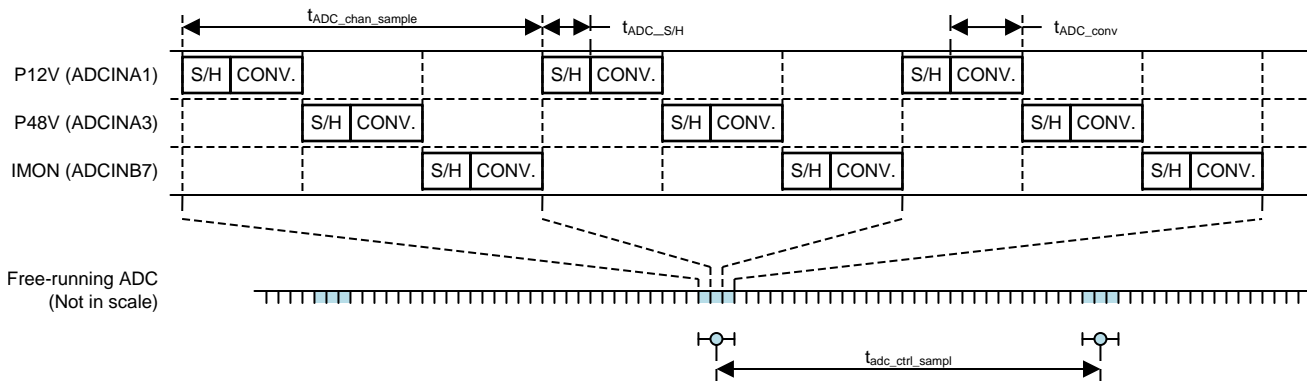 tADC_chan_sample
tADC_S/H
tADC_conv
P12V (ADCINA1)
S/H CONV. S/H CONV. S/H CONV.
P48V (ADCINA3)
S/H CONV. S/H CONV. S/H CONV.
IMON (ADCINB7)
S/H CONV. S/H CONV. S/H CONV.
Free-running ADC
(Not in scale)
tadc_ctrl_sampl